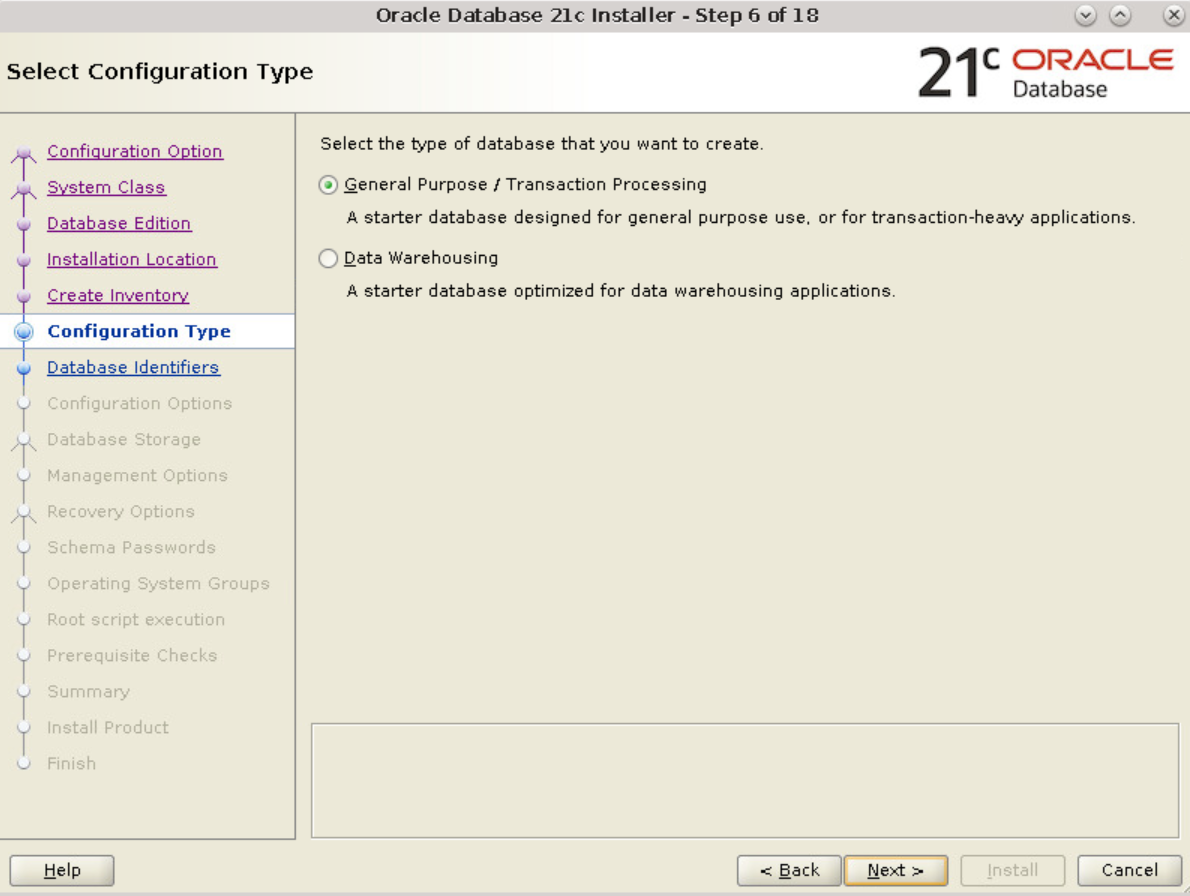 Oracle Database 21c Installer - Step 6 of 18
Select Configuration Type
21c ORACLE
Database
Configuration Option
System Class
Database Edition
Installation Location
Create Inventory
Configuration Type
Database Identifiers
Configuration Options
Database Storage
Management Options
Recovery Options
Schema Passwords
Operating System Groups
Root script execution
Prerequisite Checks
Summary
Install Product
Finish
Select the type of database that you want to create.
General Purpose / Transaction Processing
A starter database designed for general purpose use, or for transaction-heavy applications.
Data Warehousing
A starter database optimized for data warehousing applications.
Help
< Back
Next >
Install
Cancel